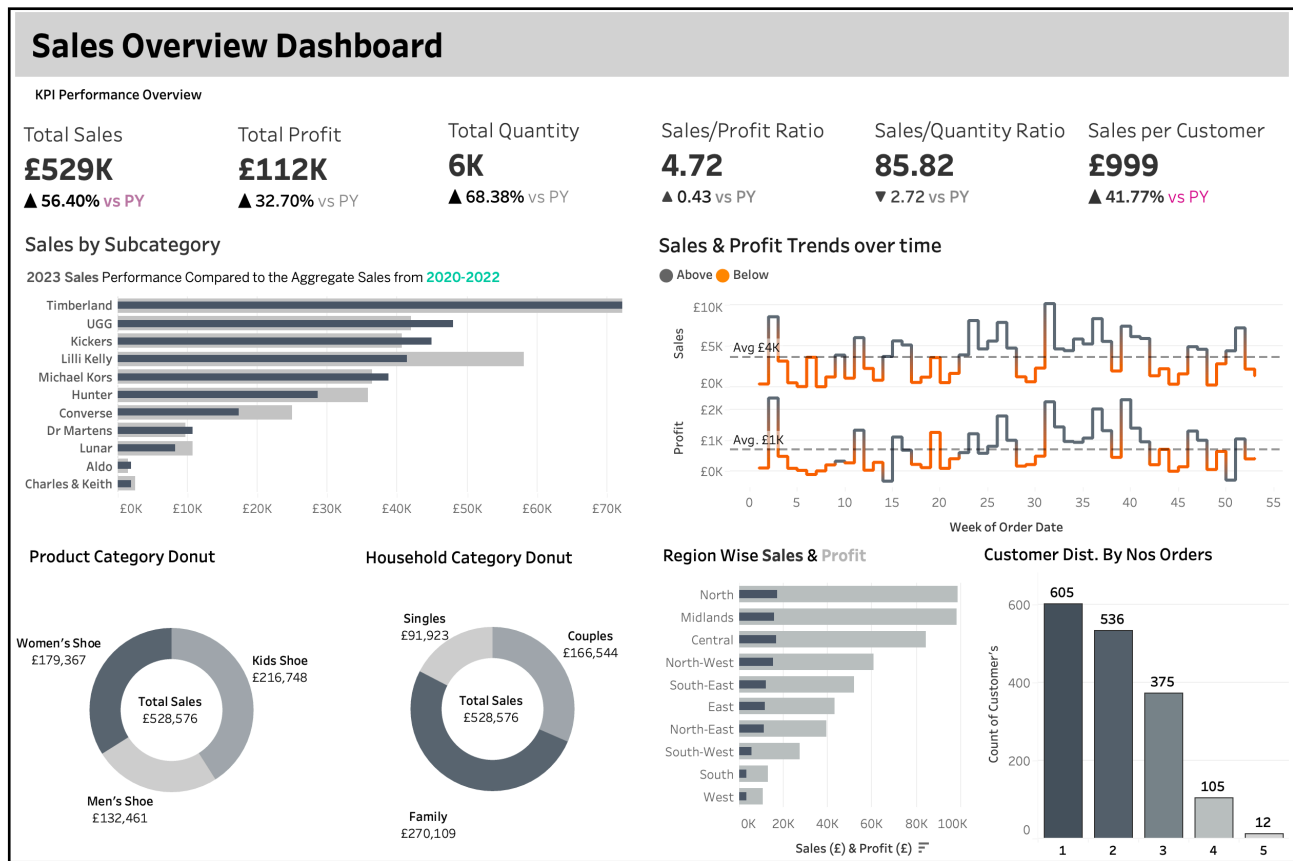 Sales Overview Dashboard
KPI Performance Overview
Total Sales
£529K
▲ 56.40% vs PY
Total Profit
£112K
▲ 32.70% vs PY
Total Quantity
6K
▲ 68.38% vs PY
Sales/Profit Ratio
4.72
▲ 0.43 vs PY
Sales/Quantity Ratio
85.82
▼ 2.72 vs PY
Sales per Customer
£999
▲ 41.77% vs PY
Sales by Subcategory
2023 Sales Performance Compared to the Aggregate Sales from 2020-2022
Timberland
UGG
Kickers
Lilli Kelly
Michael Kors
Hunter
Converse
Dr Martens
Lunar
Aldo
Charles & Keith
£0K £10K £20K £30K £40K £50K £60K £70K
Sales & Profit Trends over time
Above Below
Sales
£10K
£5K
£0K
Avg £4K
Profit
£2K
£1K
£0K
Avg. £1K
0 5 10 15 20 25 30 35 40 45 50 55
Week of Order Date
Product Category Donut
Women's Shoe
£179,367
Kids Shoe
£216,748
Total Sales
£528,576
Men's Shoe
£132,461
Household Category Donut
Singles
£91,923
Couples
£166,544
Total Sales
£528,576
Family
£270,109
Region Wise Sales & Profit
North
Midlands
Central
North-West
South-East
East
North-East
South-West
South
West
0K 20K 40K 60K 80K 100K
Sales (£) & Profit (£)
Customer Dist. By Nos Orders
Count of Customer's
600
400
200
0
605
536
375
105
12
1 2 3 4 5